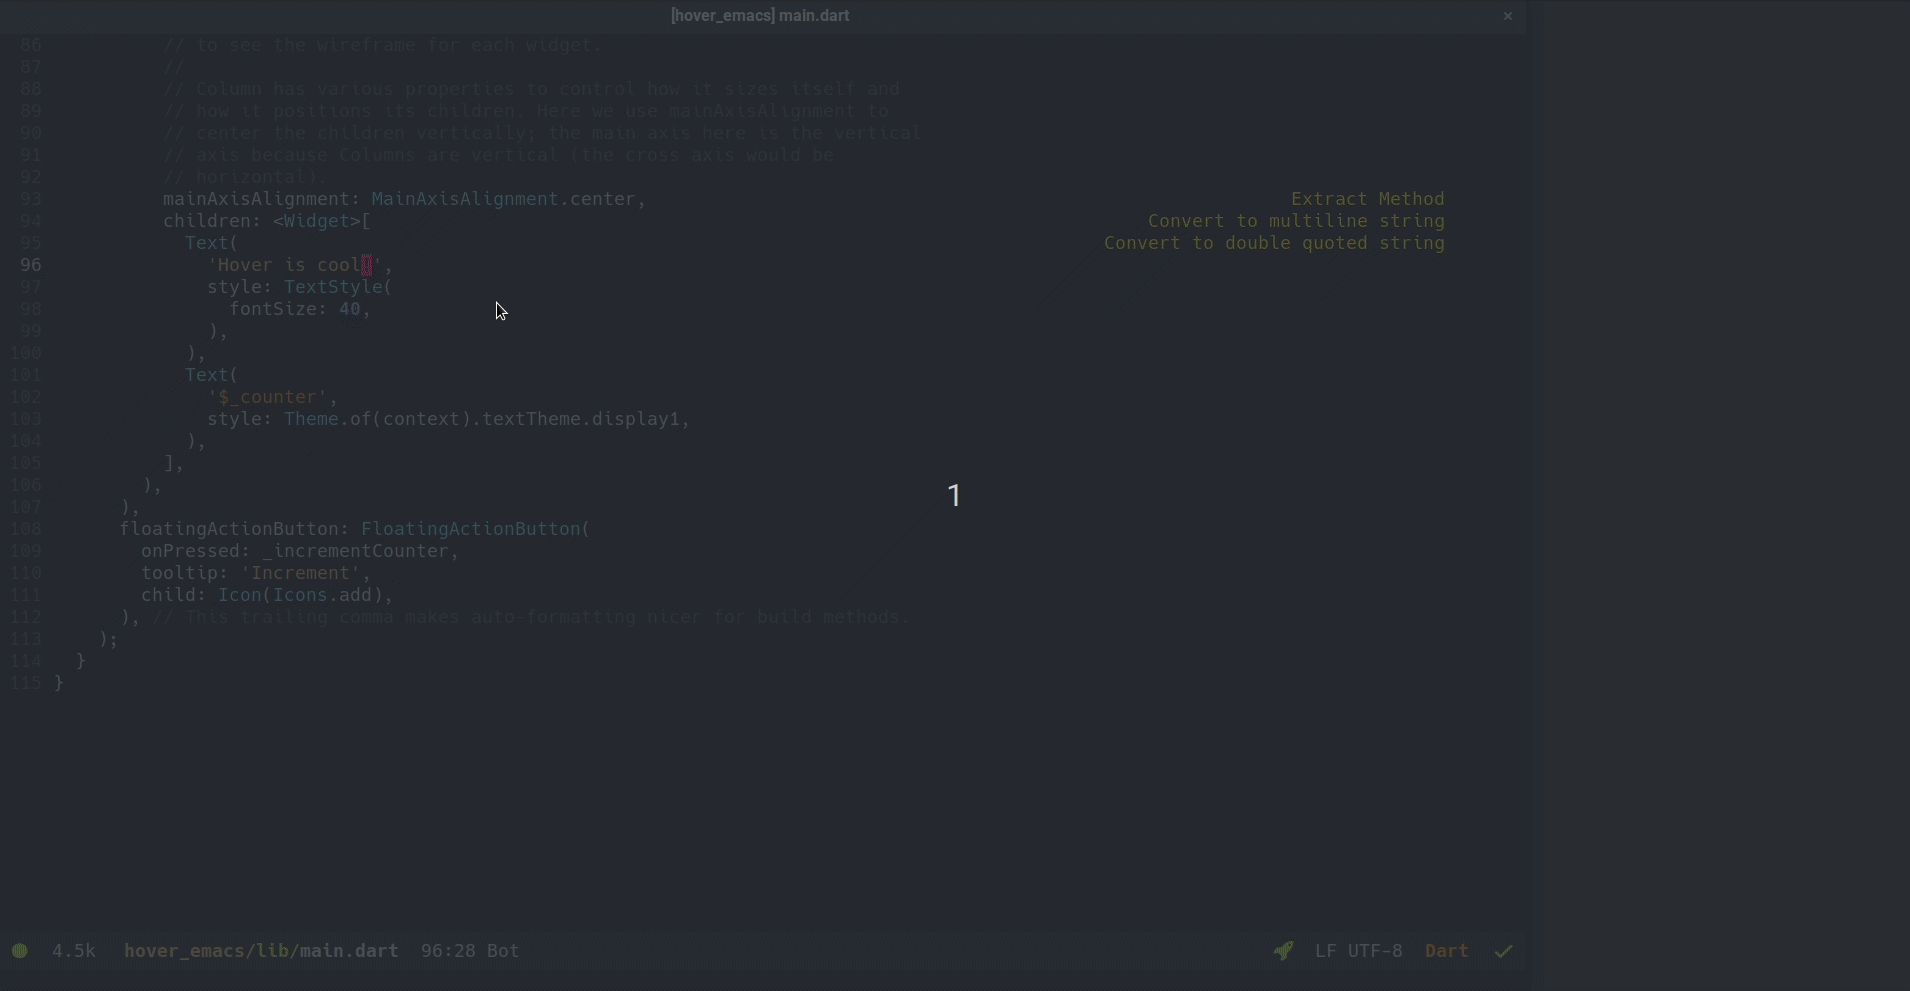 [hover_emacs] main.dart ×
86 // to see the wireframe for each widget.
87 //
88 // Column has various properties to control how it sizes itself and
89 // how it positions its children. Here we use mainAxisAlignment to
90 // center the children vertically; the main axis here is the vertical
91 // axis because Columns are vertical (the cross axis would be
92 // horizontal).
93 mainAxisAlignment: MainAxisAlignment.center, Extract Method
94 children: <Widget>[ Convert to multiline string
95 Text( Convert to double quoted string
96 'Hover is cool!',
97 style: TextStyle(
98 fontSize: 40,
99 ),
100 ),
101 Text(
102 '$_counter',
103 style: Theme.of(context).textTheme.display1,
104 ),
105 ],
106 ),
107 ),
1
108 floatingActionButton: FloatingActionButton(
109 onPressed: _incrementCounter,
110 tooltip: 'Increment',
111 child: Icon(Icons.add),
112 ), // This trailing comma makes auto-formatting nicer for build methods.
113 );
114 }
115 }
4.5k hover_emacs/lib/main.dart 96:28 Bot LF UTF-8 Dart